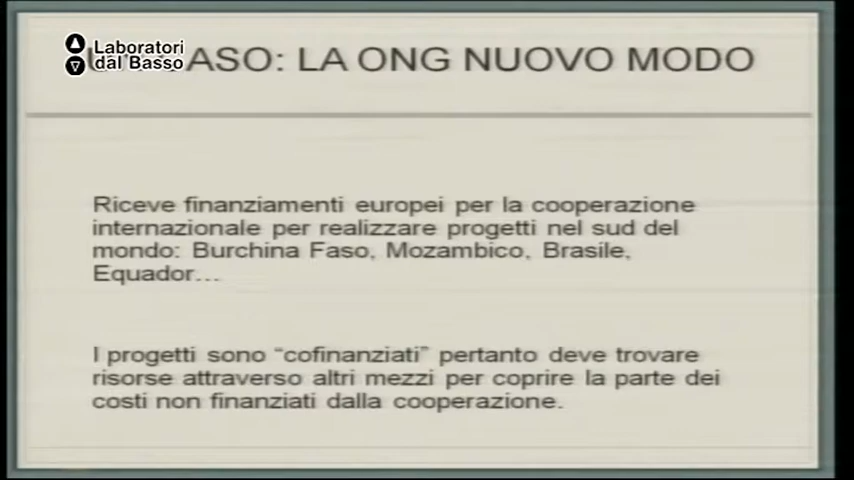 Laboratori
dal Basso
CASO: LA ONG NUOVO MODO
Riceve finanziamenti europei per la cooperazione
internazionale per realizzare progetti nel sud del
mondo: Burchina Faso, Mozambico, Brasile,
Equador...
I progetti sono “cofinanziati” pertanto deve trovare
risorse attraverso altri mezzi per coprire la parte dei
costi non finanziati dalla cooperazione.